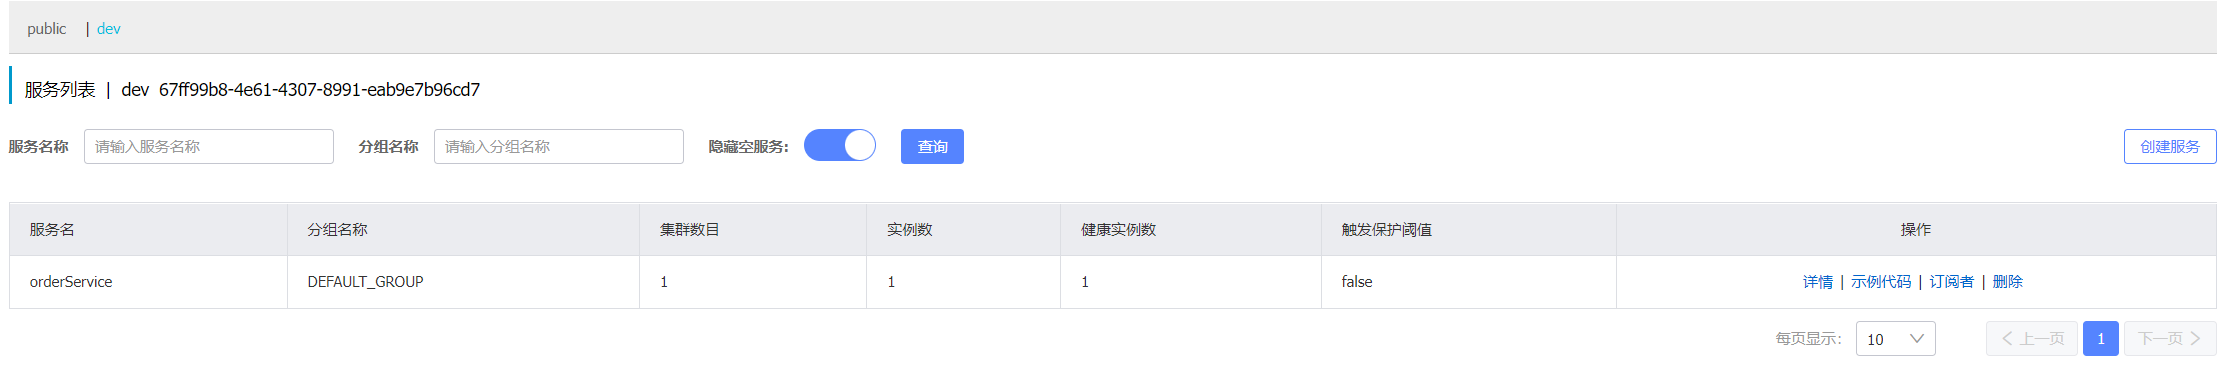 public | dev
服务列表 | dev 67ff99b8-4e61-4307-8991-eab9e7b96cd7
服务名称 请输入服务名称 分组名称 请输入分组名称 隐藏空服务: 查询 创建服务
服务名 分组名称 集群数目 实例数 健康实例数 触发保护阈值 操作
orderService DEFAULT_GROUP 1 1 1 false 详情 | 示例代码 | 订阅者 | 删除
每页显示: 10 上一页 1 下一页